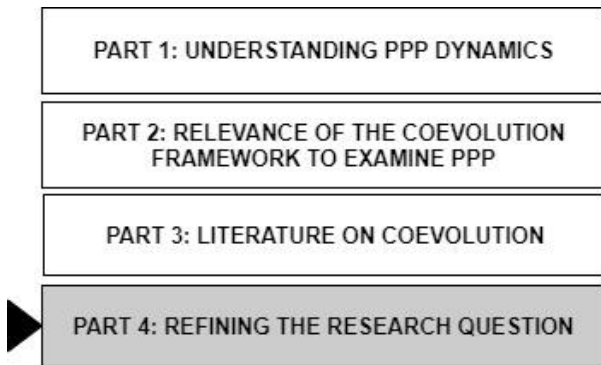 PART 1: UNDERSTANDING PPP DYNAMICS
PART 2: RELEVANCE OF THE COEVOLUTION
FRAMEWORK TO EXAMINE PPP
PART 3: LITERATURE ON COEVOLUTION
PART 4: REFINING THE RESEARCH QUESTION